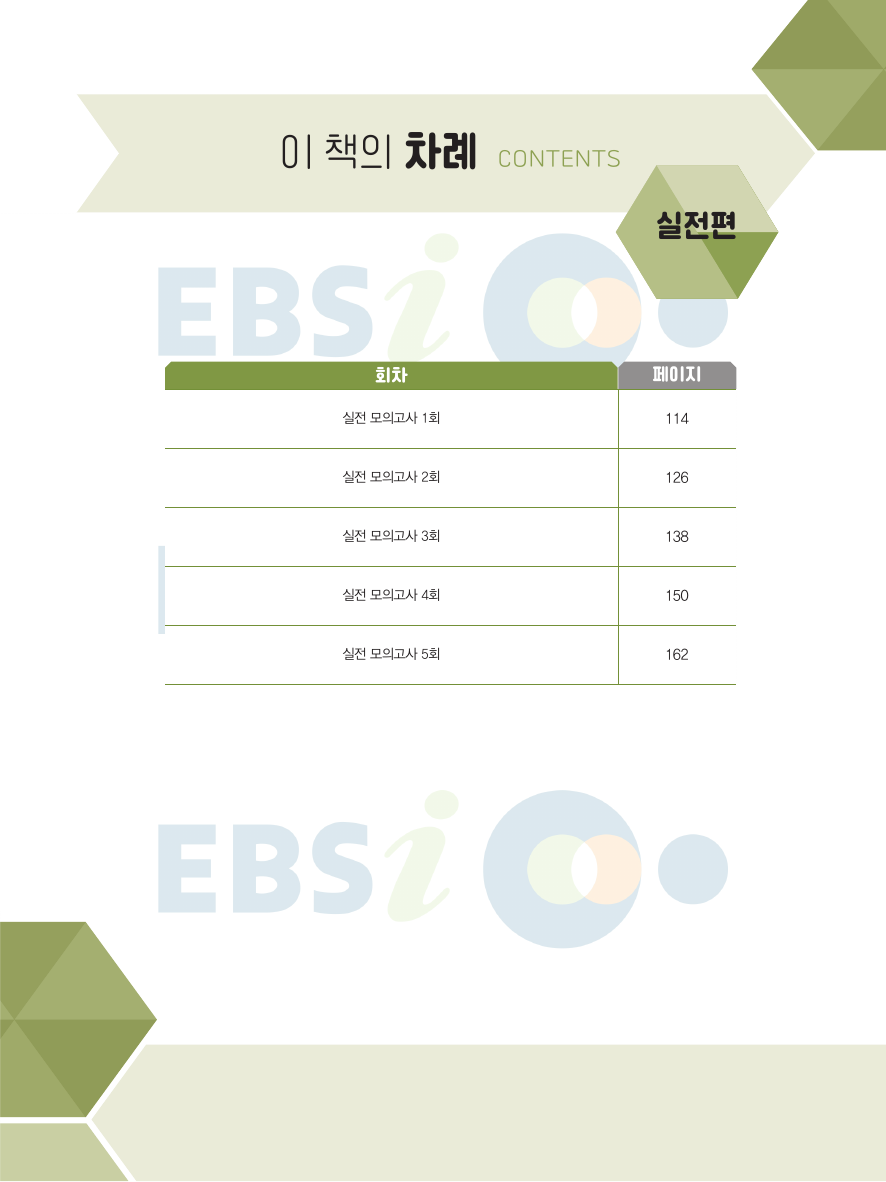 이 책의 차례 CONTENTS
실전편
EBSi
회차 페이지
실전 모의고사 1회 114
실전 모의고사 2회 126
실전 모의고사 3회 138
실전 모의고사 4회 150
실전 모의고사 5회 162
EBSi